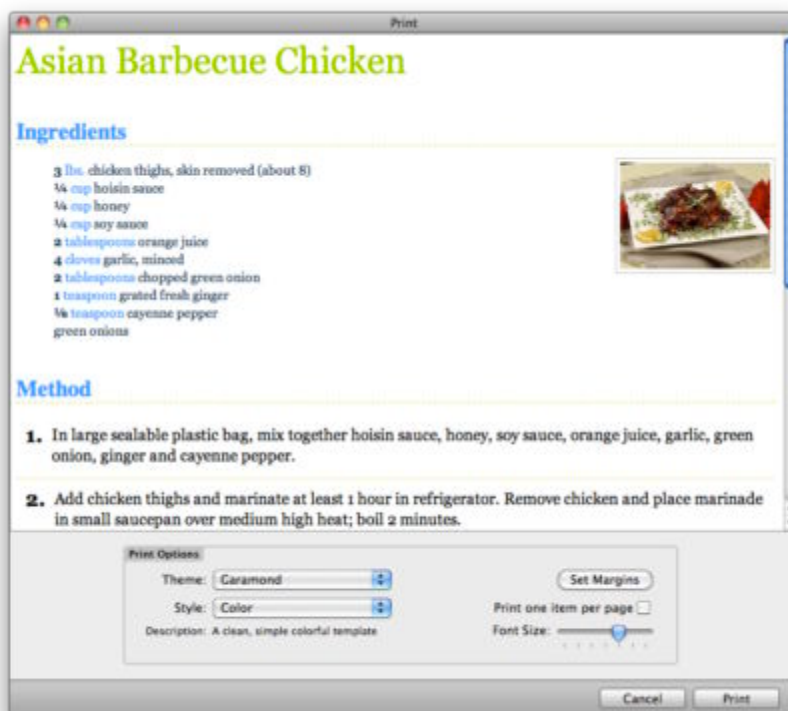 Print
Asian Barbecue Chicken
Ingredients
3 lbs. chicken thighs, skin removed (about 8)
¼ cup hoisin sauce
¼ cup honey
¼ cup soy sauce
2 tablespoons orange juice
4 cloves garlic, minced
2 tablespoons chopped green onion
1 teaspoon grated fresh ginger
teaspoon cayenne pepper
green onions
Method
1. In large sealable plastic bag, mix together hoisin sauce, honey, soy sauce, orange juice, garlic, green
onion, ginger and cayenne pepper.
2. Add chicken thighs and marinate at least 1 hour in refrigerator. Remove chicken and place marinade
in small saucepan over medium high heat; boil 2 minutes.
Print Options
Theme: Garamond
Set Margins
Style: Color
Print one item per page
Description: A clean, simple colorful template
Font Size:
Cancel
Print